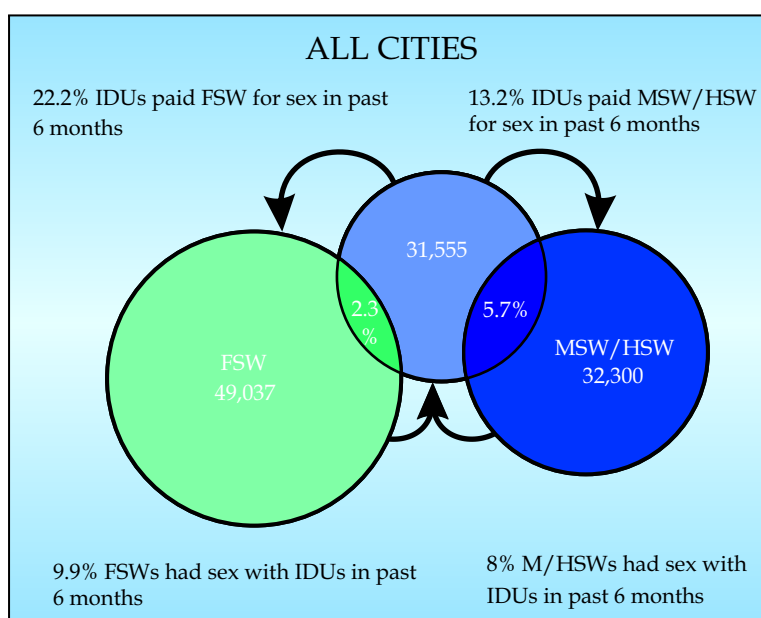 ALL CITIES
22.2% IDUs paid FSW for sex in past
6 months
13.2% IDUs paid MSW/HSW
for sex in past 6 months
31,555
2.3
%
5.7%
FSW
49,037
MSW/HSW
32,300
9.9% FSWs had sex with IDUs in past
6 months
8% M/HSWs had sex with
IDUs in past 6 months